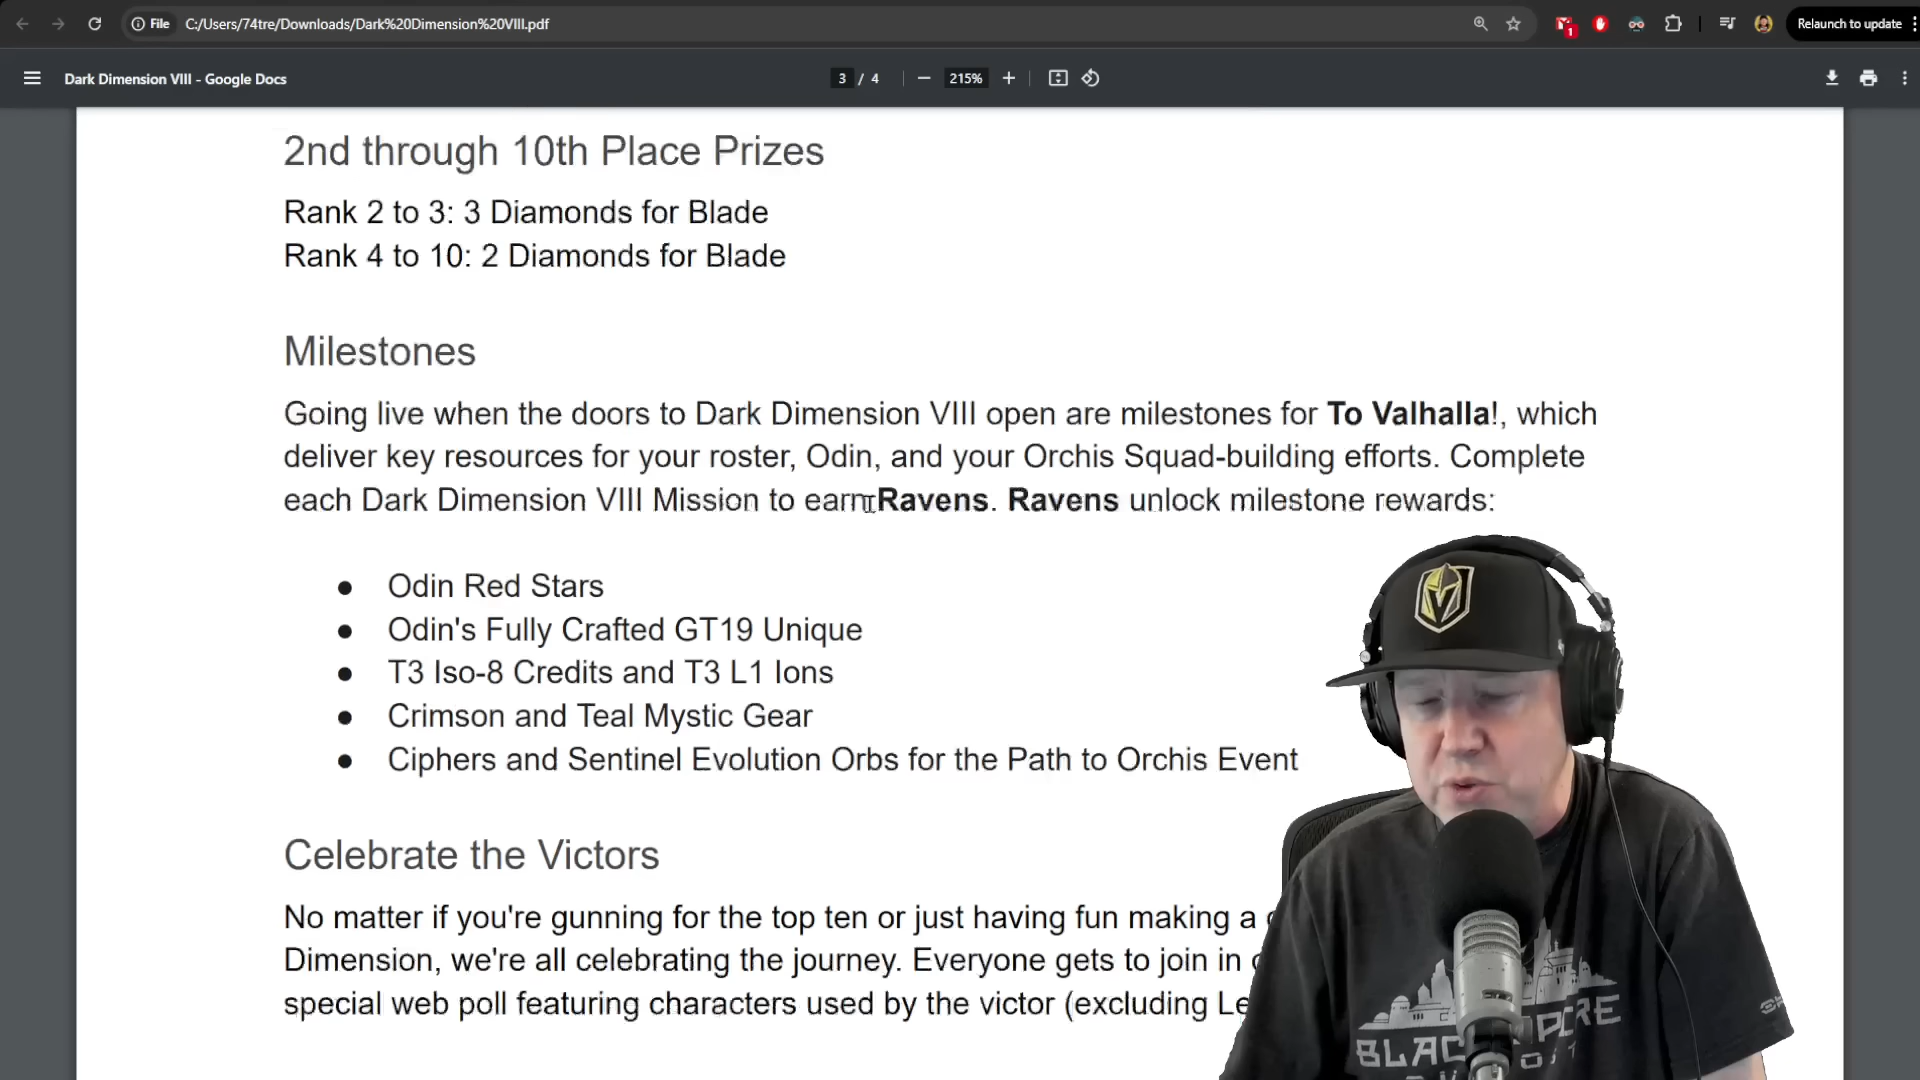 File
C:/Users/74tre/Downloads/Dark%20Dimension%20VIII.pdf
1
Relaunch to update
Dark Dimension VIII - Google Docs
3 / 4
215%
2nd through 10th Place Prizes
Rank 2 to 3: 3 Diamonds for Blade
Rank 4 to 10: 2 Diamonds for Blade
Milestones
Going live when the doors to Dark Dimension VIII open are milestones for To Valhalla!, which
deliver key resources for your roster, Odin, and your Orchis Squad-building efforts. Complete
each Dark Dimension VIII Mission to earn Ravens. Ravens unlock milestone rewards:
● Odin Red Stars
● Odin's Fully Crafted GT19 Unique
● T3 Iso-8 Credits and T3 L1 Ions
● Crimson and Teal Mystic Gear
● Ciphers and Sentinel Evolution Orbs for the Path to Orchis Event
Celebrate the Victors
No matter if you're gunning for the top ten or just having fun making a
Dimension, we're all celebrating the journey. Everyone gets to join in
special web poll featuring characters used by the victor (excluding Le